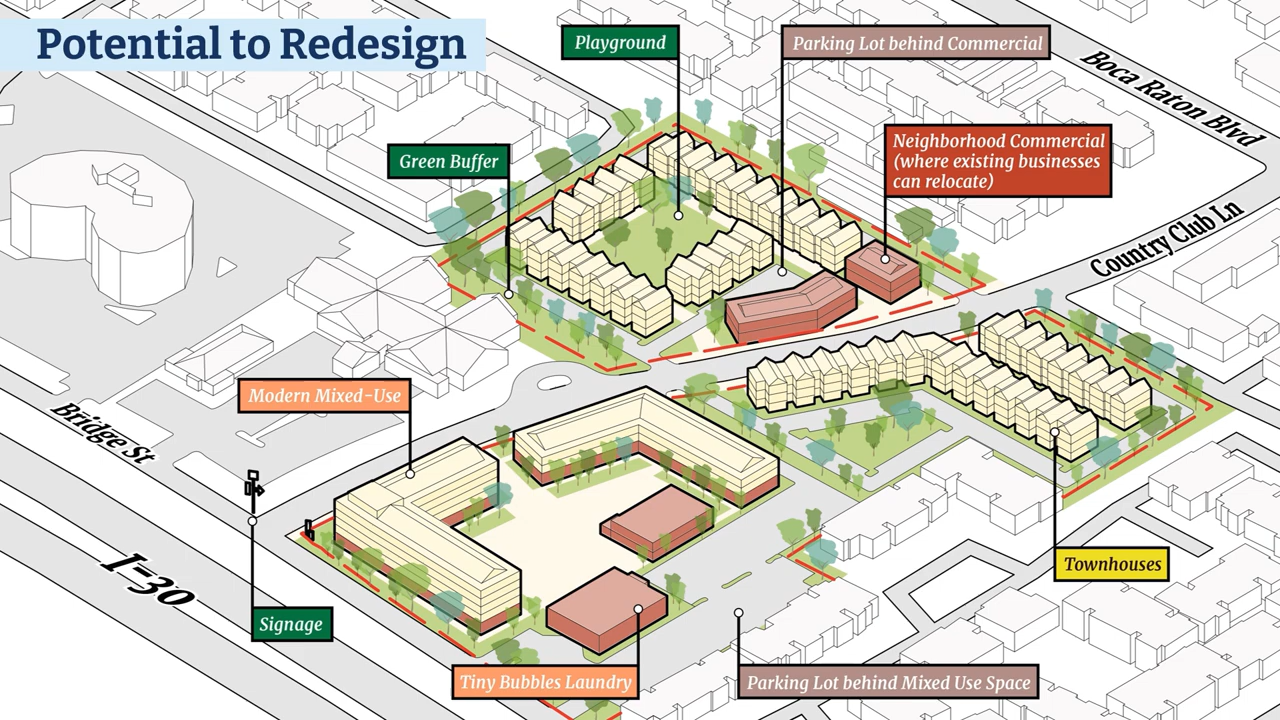 Potential to Redesign
Playground
Parking Lot behind Commercial
Boca Raton Blvd
Neighborhood Commercial
(where existing businesses
can relocate)
Green Buffer
Country Club Ln
Modern Mixed-Use
Bridge St
I-30
Townhouses
Signage
Tiny Bubbles Laundry
Parking Lot behind Mixed Use Space